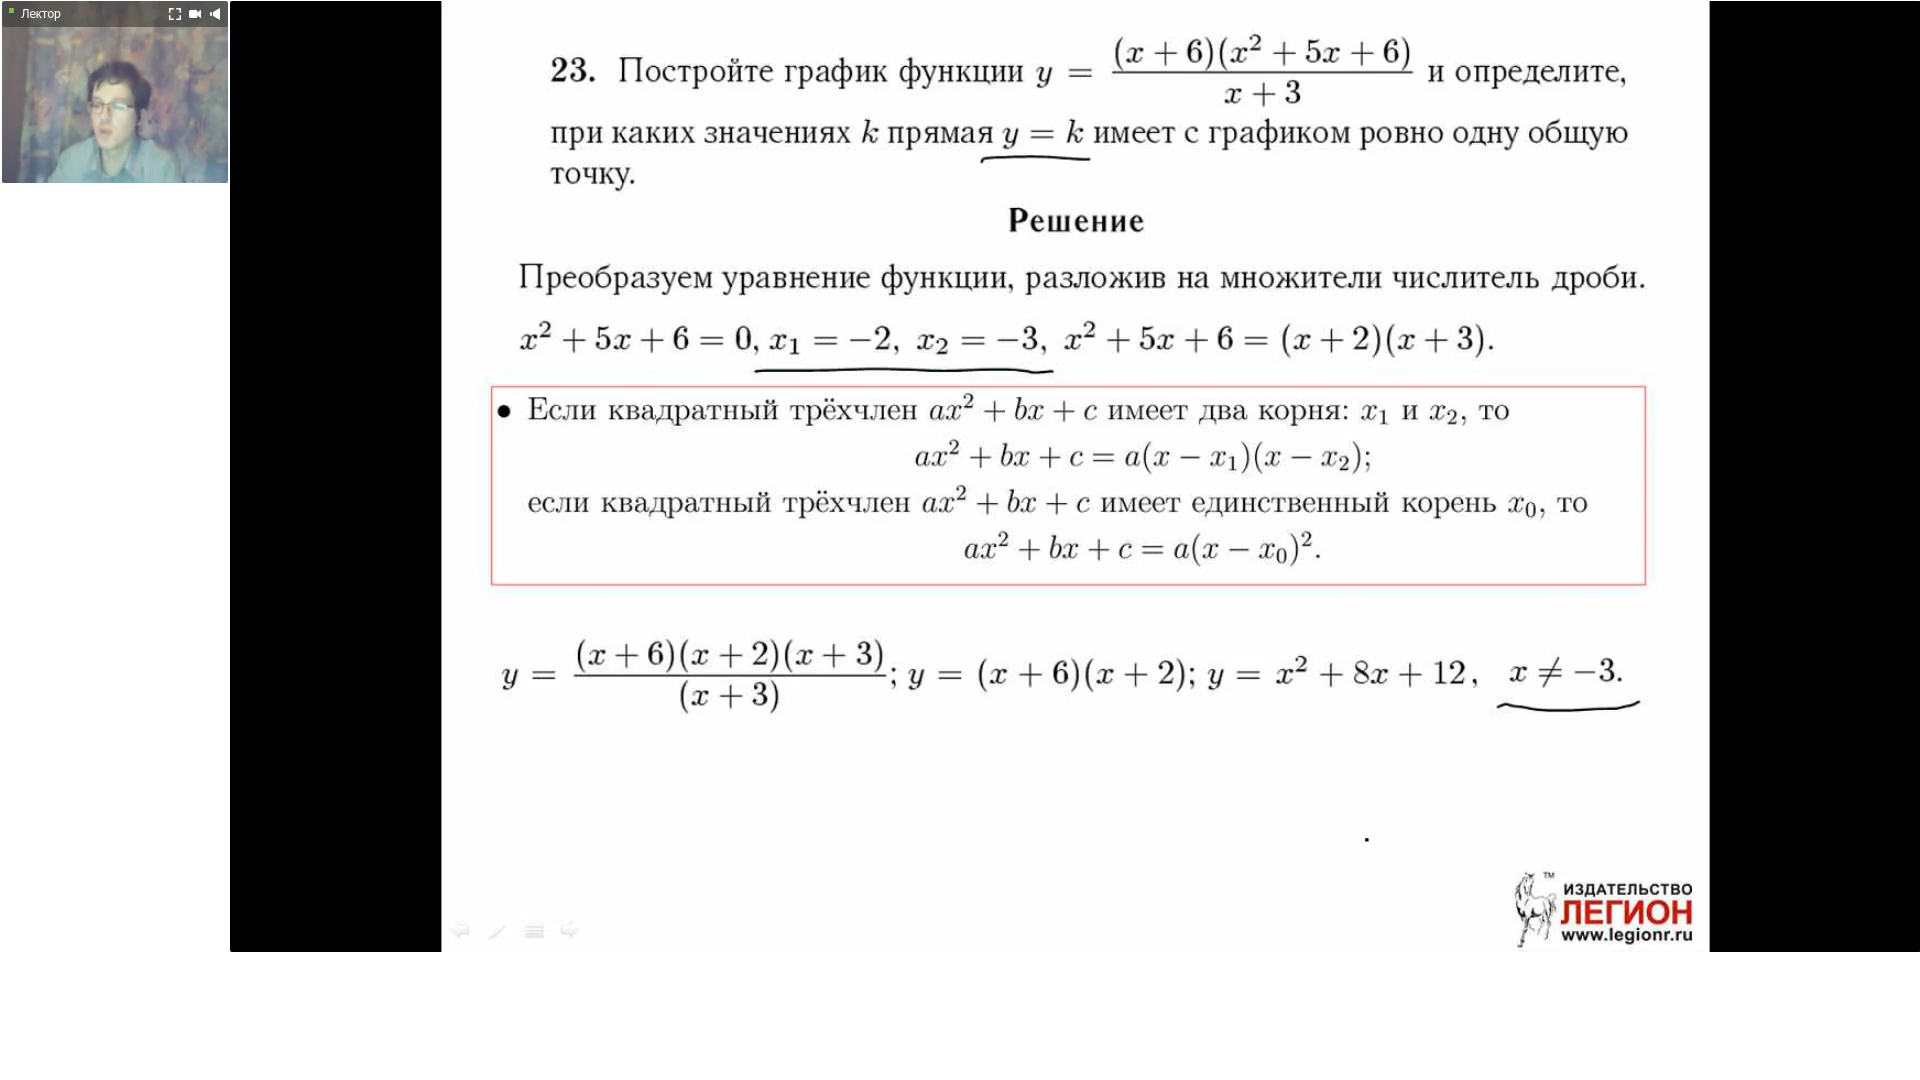 Лектор
23. Постройте график функции y = (x + 6)(x² + 5x + 6) / x + 3 и определите,
при каких значениях k прямая y = k имеет с графиком ровно одну общую
точку.
Решение
Преобразуем уравнение функции, разложив на множители числитель дроби.
x² + 5x + 6 = 0, x₁ = −2, x₂ = −3, x² + 5x + 6 = (x + 2)(x + 3).
• Если квадратный трёхчлен ax² + bx + c имеет два корня: x₁ и x₂, то
ax² + bx + c = a(x − x₁)(x − x₂);
если квадратный трёхчлен ax² + bx + c имеет единственный корень x₀, то
ax² + bx + c = a(x − x₀)².
y = (x + 6)(x + 2)(x + 3) / (x + 3); y = (x + 6)(x + 2); y = x² + 8x + 12, x ≠ −3.
TM
ИЗДАТЕЛЬСТВО
ЛЕГИОН
www.legionr.ru